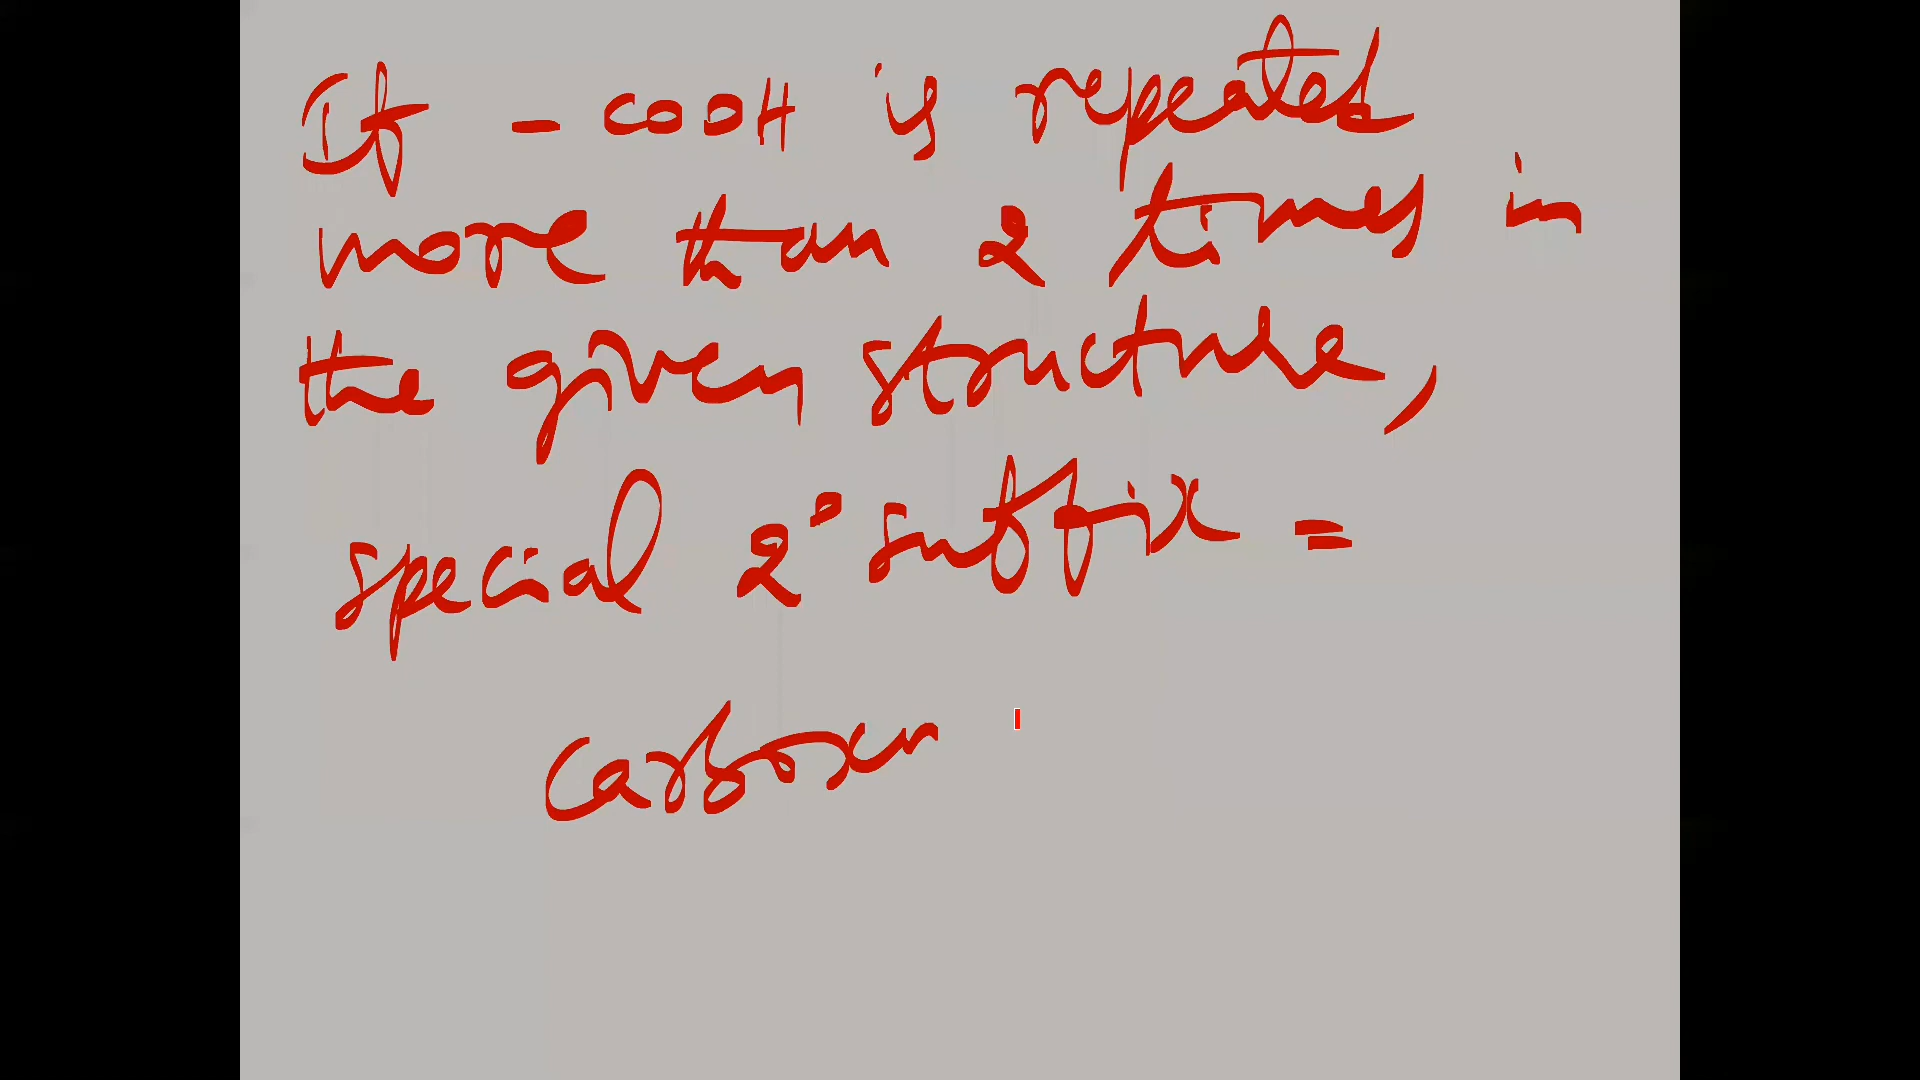 If - COOH is repeated
more than 2 times in
the given structure,
special 2° suffix =
Carbox